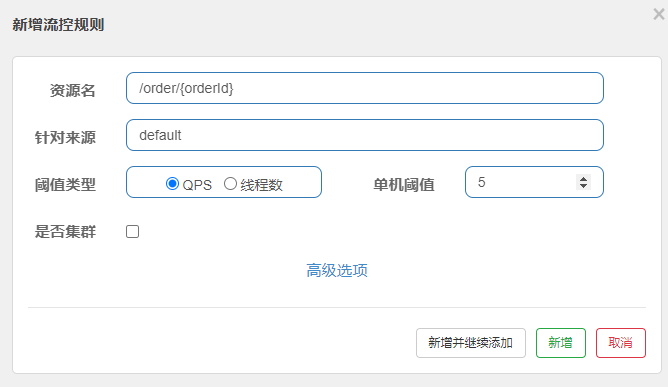 新增流控规则
资源名 /order/{orderId}
针对来源 default
阈值类型 QPS 线程数 单机阈值 5
是否集群
高级选项
新增并继续添加 新增 取消